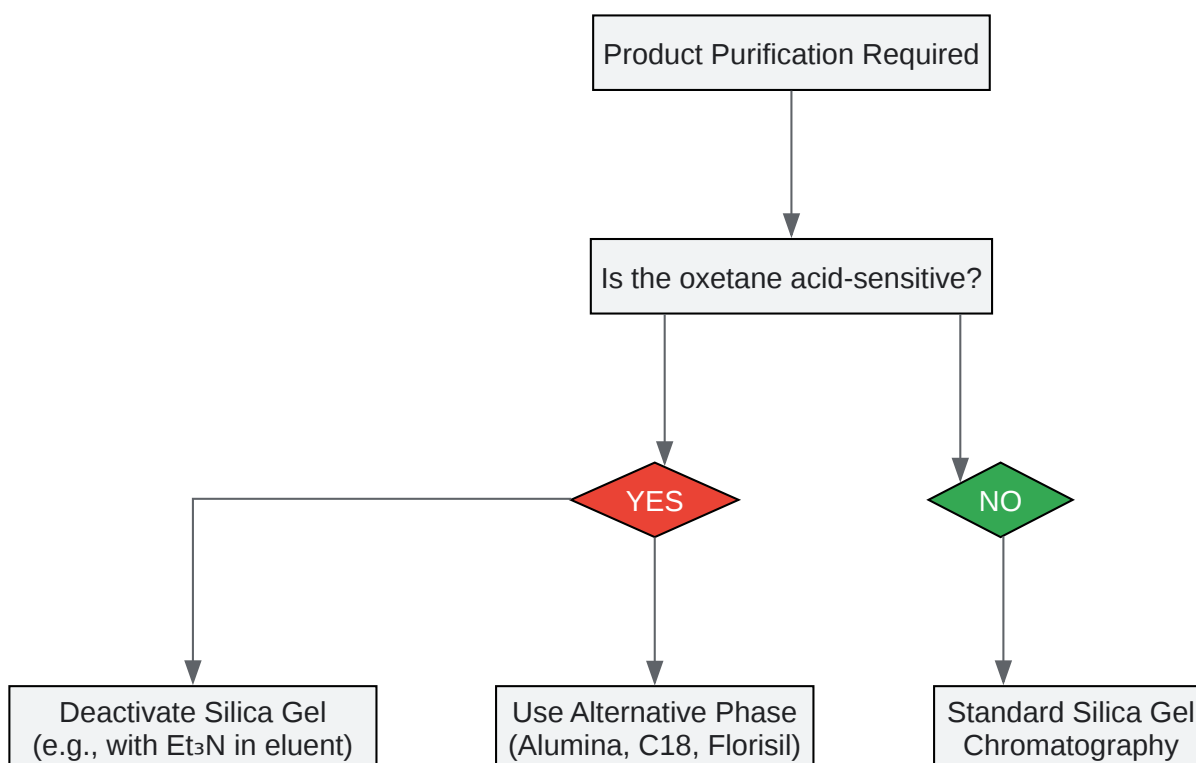 Product Purification Required
Is the oxetane acid-sensitive?
YES
NO
Deactivate Silica Gel
(e.g., with Et₃N in eluent)
Use Alternative Phase
(Alumina, C18, Florisil)
Standard Silica Gel
Chromatography